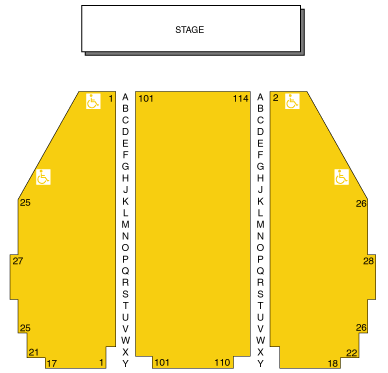 STAGE
1 A 101 114 A 2
B B
C C
D D
E E
F F
G G
H H
J J
25 K K 26
L L
M M
N N
O O
27 P P 28
Q Q
R R
S S
T T
25 U U 26
V V
W W
21 X X 22
17 1 Y 101 110 Y 18